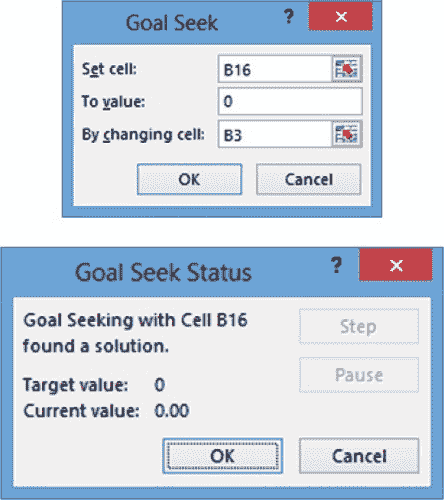 Goal Seek ?
Set cell: B16
To value: 0
By changing cell: B3
OK Cancel
Goal Seek Status ?
Goal Seeking with Cell B16 Step
found a solution.
Pause
Target value: 0
Current value: 0.00
OK Cancel